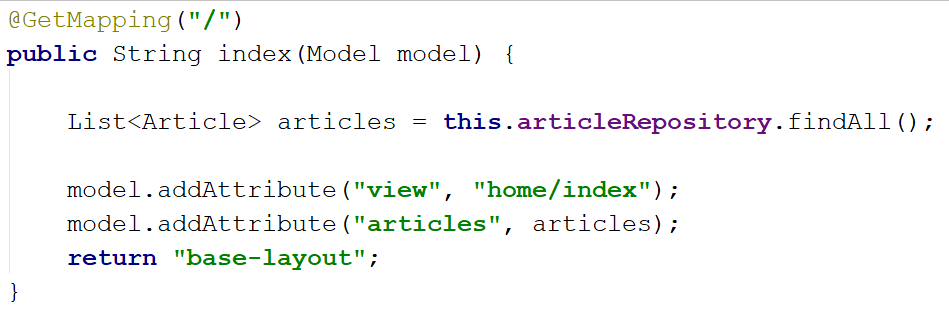 @GetMapping("/")
public String index(Model model) {
List<Article> articles = this.articleRepository.findAll();
model.addAttribute("view", "home/index");
model.addAttribute("articles", articles);
return "base-layout";
}